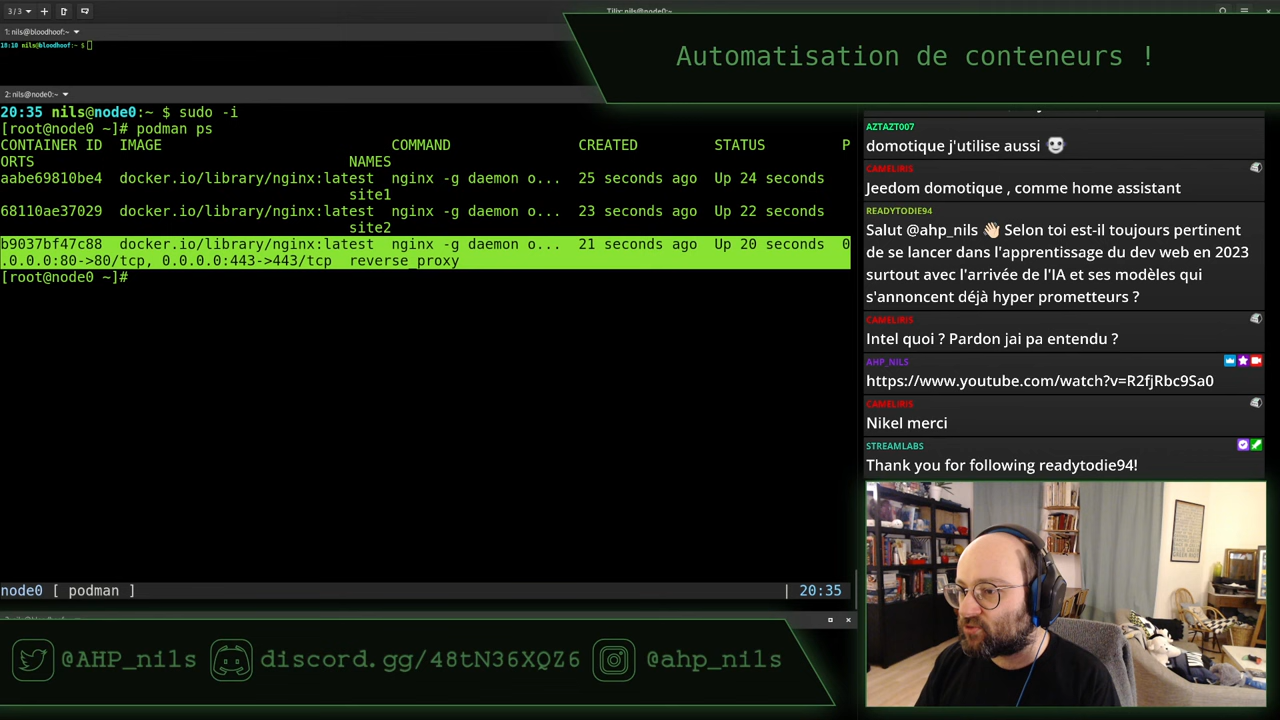 3 / 3
Tilix: nils@node0:~
1: nils@bloodhoof:~
18:10 nils@bloodhoof:~ $
Automatisation de conteneurs !
2: nils@node0:~
20:35 nils@node0:~ $ sudo -i
[root@node0 ~]# podman ps
CONTAINER ID IMAGE COMMAND CREATED STATUS P
ORTS NAMES
aabe69810be4 docker.io/library/nginx:latest nginx -g daemon o... 25 seconds ago Up 24 seconds
site1
68110ae37029 docker.io/library/nginx:latest nginx -g daemon o... 23 seconds ago Up 22 seconds
site2
b9037bf47c88 docker.io/library/nginx:latest nginx -g daemon o... 21 seconds ago Up 20 seconds 0
.0.0.0:80->80/tcp, 0.0.0.0:443->443/tcp reverse_proxy
[root@node0 ~]#
node0 [ podman ] | 20:35
AZTAZT007
domotique j'utilise aussi
CAMELIRIS
Jeedom domotique , comme home assistant
READYTODIE94
Salut @ahp_nils 👋🏻 Selon toi est-il toujours pertinent
de se lancer dans l'apprentissage du dev web en 2023
surtout avec l'arrivée de l'IA et ses modèles qui
s'annoncent déjà hyper prometteurs ?
CAMELIRIS
Intel quoi ? Pardon jai pa entendu ?
AHP_NILS
https://www.youtube.com/watch?v=R2fjRbc9Sa0
CAMELIRIS
Nikel merci
STREAMLABS
Thank you for following readytodie94!
@AHP_nils discord.gg/48tN36XQZ6 @ahp_nils